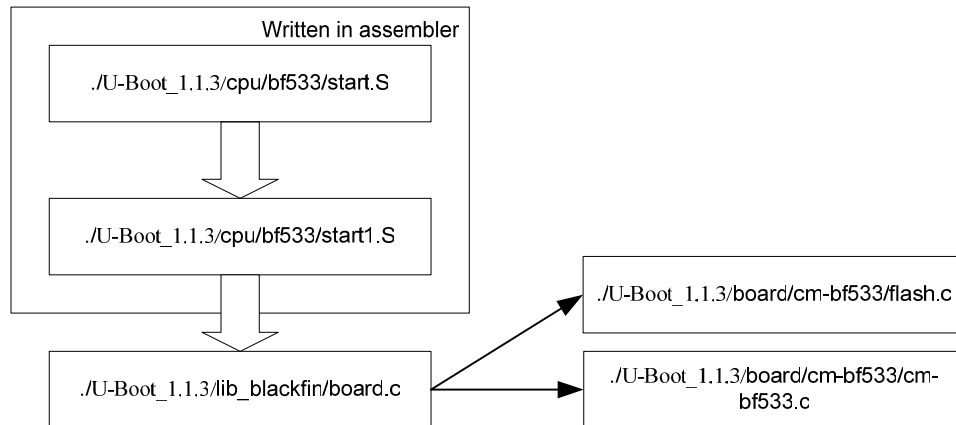 Written in assembler
./U-Boot_1.1.3/cpu/bf533/start.S
./U-Boot_1.1.3/cpu/bf533/start1.S
./U-Boot_1.1.3/board/cm-bf533/flash.c
./U-Boot_1.1.3/lib_blackfin/board.c
./U-Boot_1.1.3/board/cm-bf533/cm-
bf533.c